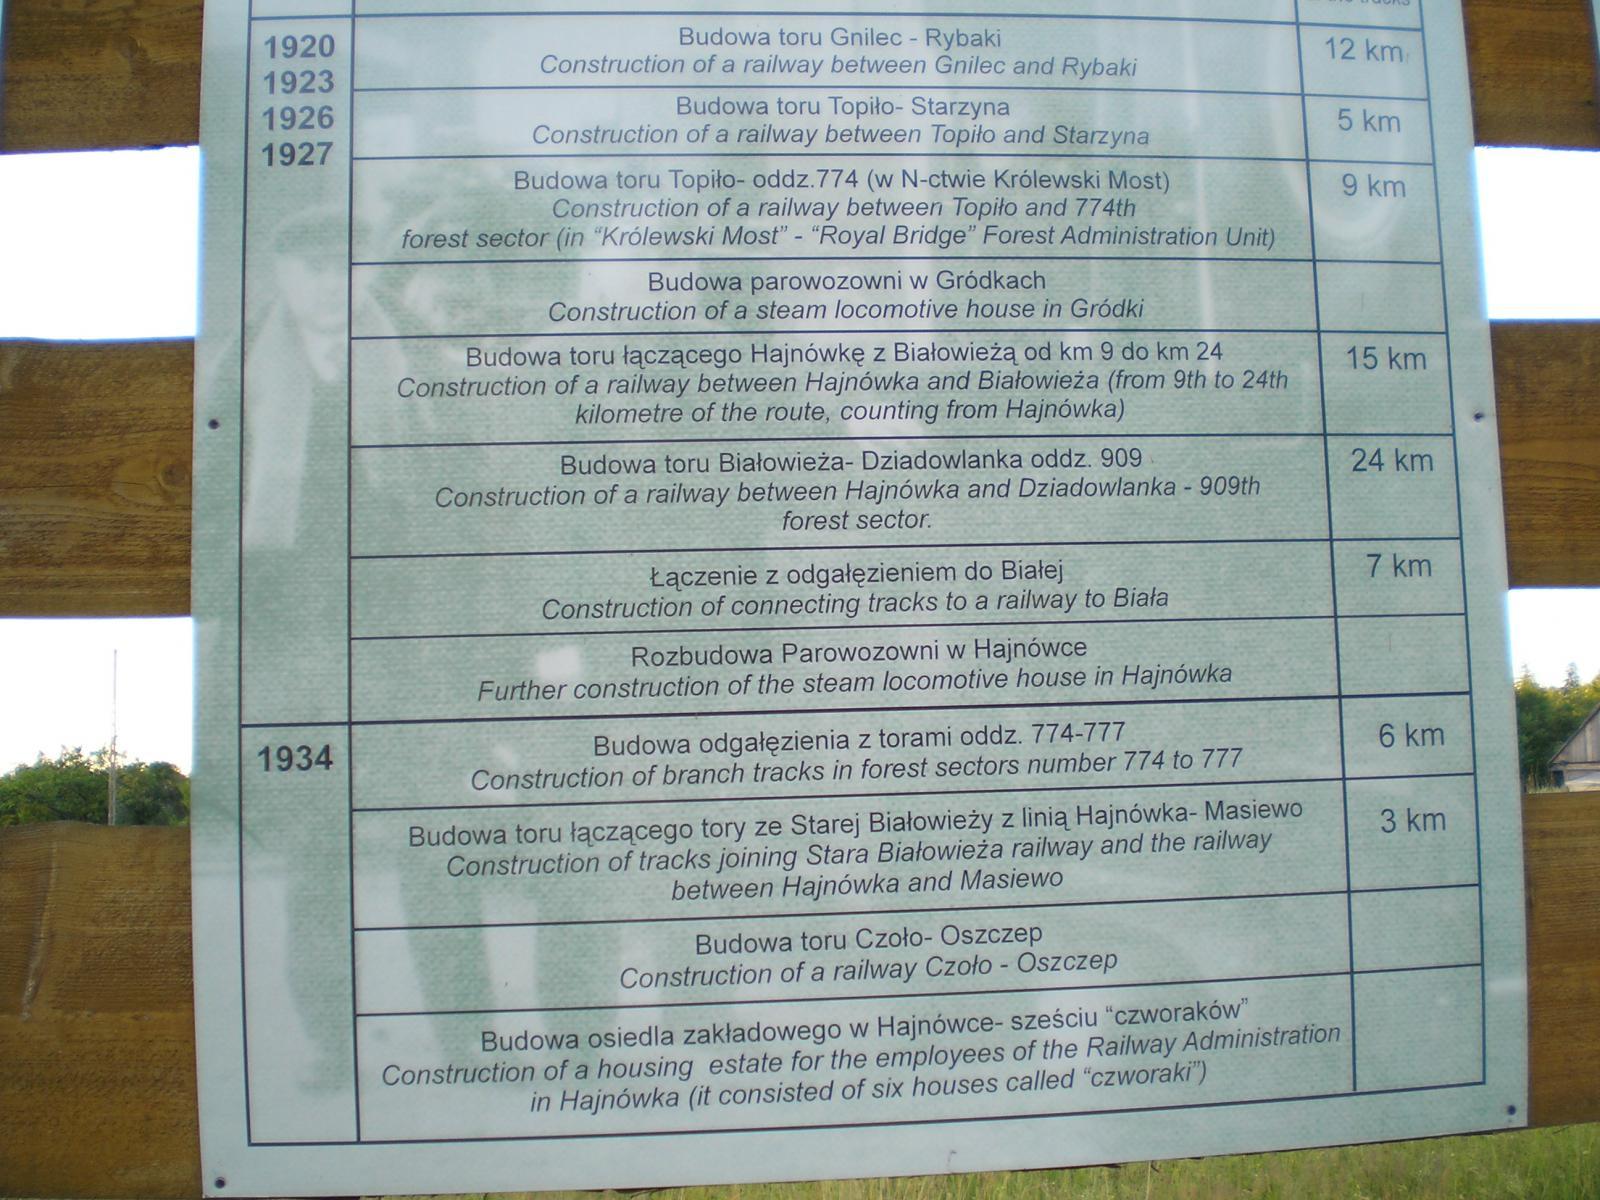 the tracks
1920
1923
1926
1927
Budowa toru Gnilec - Rybaki
Construction of a railway between Gnilec and Rybaki
12 km
Budowa toru Topiło- Starzyna
Construction of a railway between Topiło and Starzyna
5 km
Budowa toru Topiło- oddz.774 (w N-ctwie Królewski Most)
Construction of a railway between Topiło and 774th
forest sector (in “Królewski Most” - “Royal Bridge” Forest Administration Unit)
9 km
Budowa parowozowni w Gródkach
Construction of a steam locomotive house in Gródki
Budowa toru łączącego Hajnówkę z Białowieżą od km 9 do km 24
Construction of a railway between Hajnówka and Białowieża (from 9th to 24th
kilometre of the route, counting from Hajnówka)
15 km
Budowa toru Białowieża- Dziadowlanka oddz. 909
Construction of a railway between Hajnówka and Dziadowlanka - 909th
forest sector.
24 km
Łączenie z odgałęzieniem do Białej
Construction of connecting tracks to a railway to Biała
7 km
Rozbudowa Parowozowni w Hajnówce
Further construction of the steam locomotive house in Hajnówka
1934
Budowa odgałęzienia z torami oddz. 774-777
Construction of branch tracks in forest sectors number 774 to 777
6 km
Budowa toru łączącego tory ze Starej Białowieży z linią Hajnówka- Masiewo
Construction of tracks joining Stara Białowieża railway and the railway
between Hajnówka and Masiewo
3 km
Budowa toru Czoło- Oszczep
Construction of a railway Czoło - Oszczep
Budowa osiedla zakładowego w Hajnówce- sześciu “czworaków”
Construction of a housing estate for the employees of the Railway Administration
in Hajnówka (it consisted of six houses called “czworaki”)